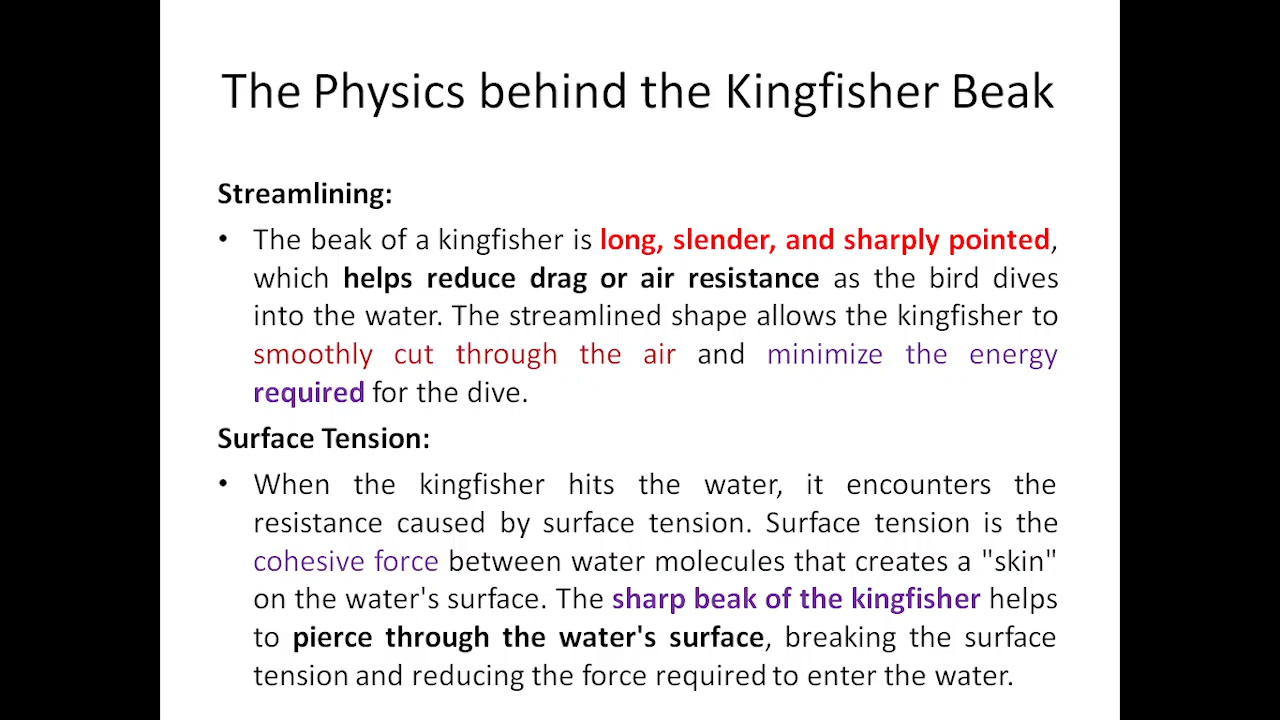 The Physics behind the Kingfisher Beak
Streamlining:
• The beak of a kingfisher is long, slender, and sharply pointed,
which helps reduce drag or air resistance as the bird dives
into the water. The streamlined shape allows the kingfisher to
smoothly cut through the air and minimize the energy
required for the dive.
Surface Tension:
• When the kingfisher hits the water, it encounters the
resistance caused by surface tension. Surface tension is the
cohesive force between water molecules that creates a "skin"
on the water's surface. The sharp beak of the kingfisher helps
to pierce through the water's surface, breaking the surface
tension and reducing the force required to enter the water.